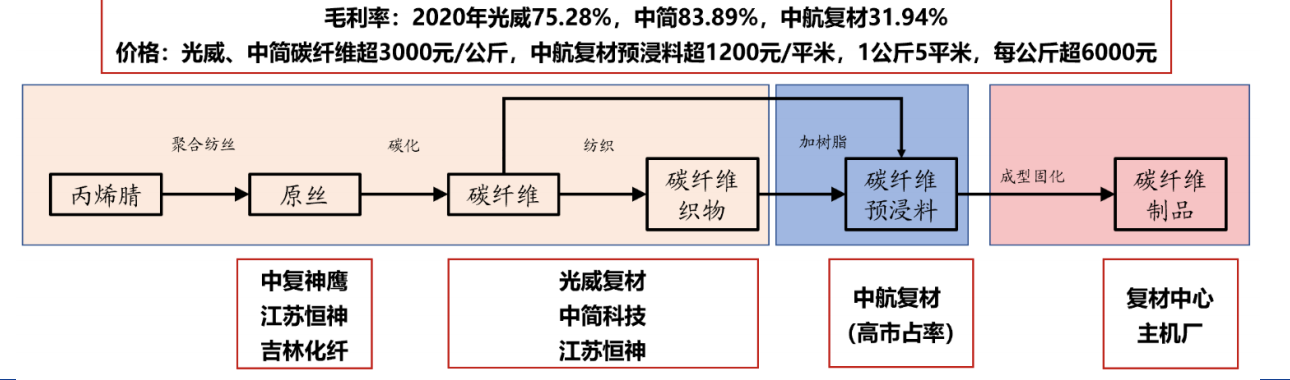 毛利率：2020年光威75.28%，中简83.89%，中航复材31.94%
价格：光威、中简碳纤维超3000元/公斤，中航复材预浸料超1200元/平米，1公斤5平米，每公斤超6000元
聚合纺丝
碳化
纺织
加树脂
成型固化
丙烯腈
原丝
碳纤维
碳纤维
织物
碳纤维
预浸料
碳纤维
制品
中复神鹰
江苏恒神
吉林化纤
光威复材
中简科技
江苏恒神
中航复材
(高市占率)
复材中心
主机厂